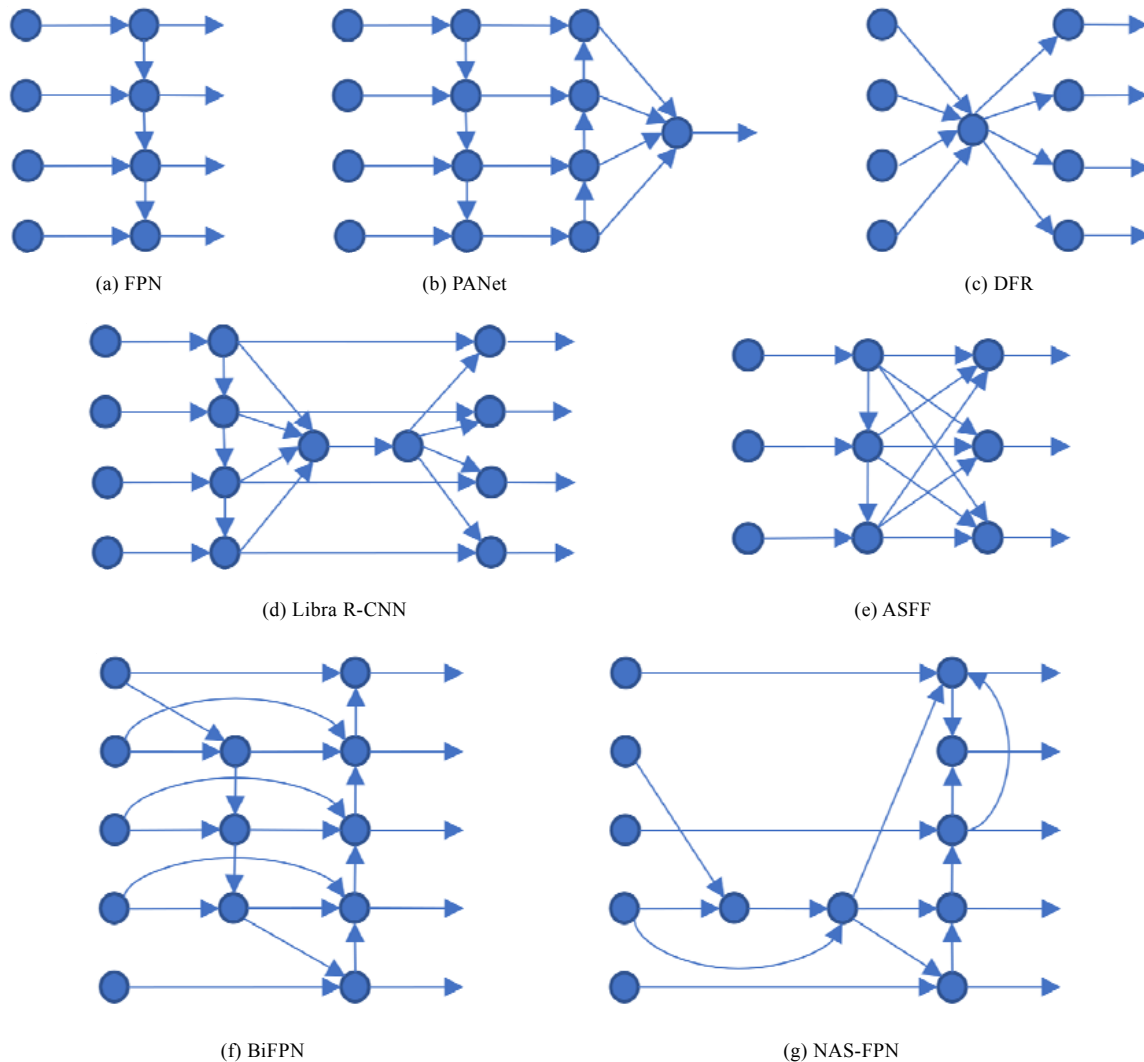 (a) FPN
(b) PANet
(c) DFR
(d) Libra R-CNN
(e) ASFF
(f) BiFPN
(g) NAS-FPN